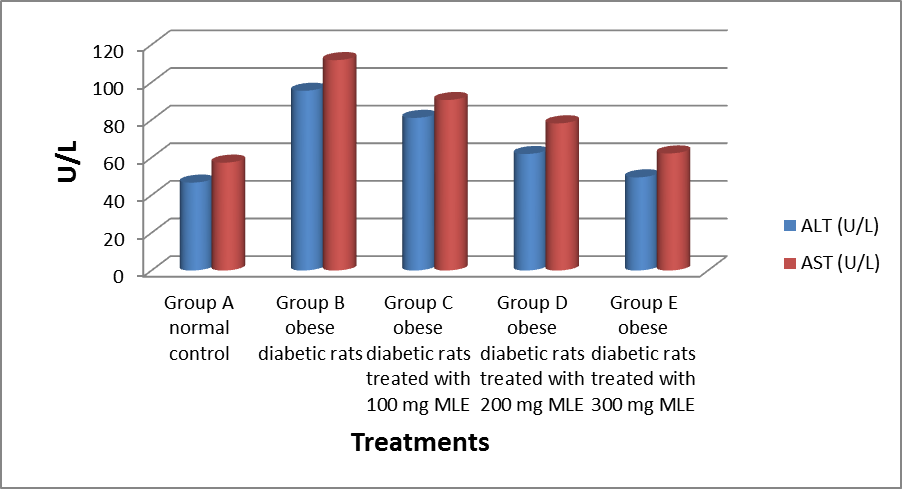 120
100
80
60
40
20
0
U/L
Group A
normal
control
Group B
obese
diabetic rats
Group C
obese
diabetic rats
treated with
100 mg MLE
Group D
obese
diabetic rats
treated with
200 mg MLE
Group E
obese
diabetic rats
treated with
300 mg MLE
Treatments
ALT (U/L)
AST (U/L)